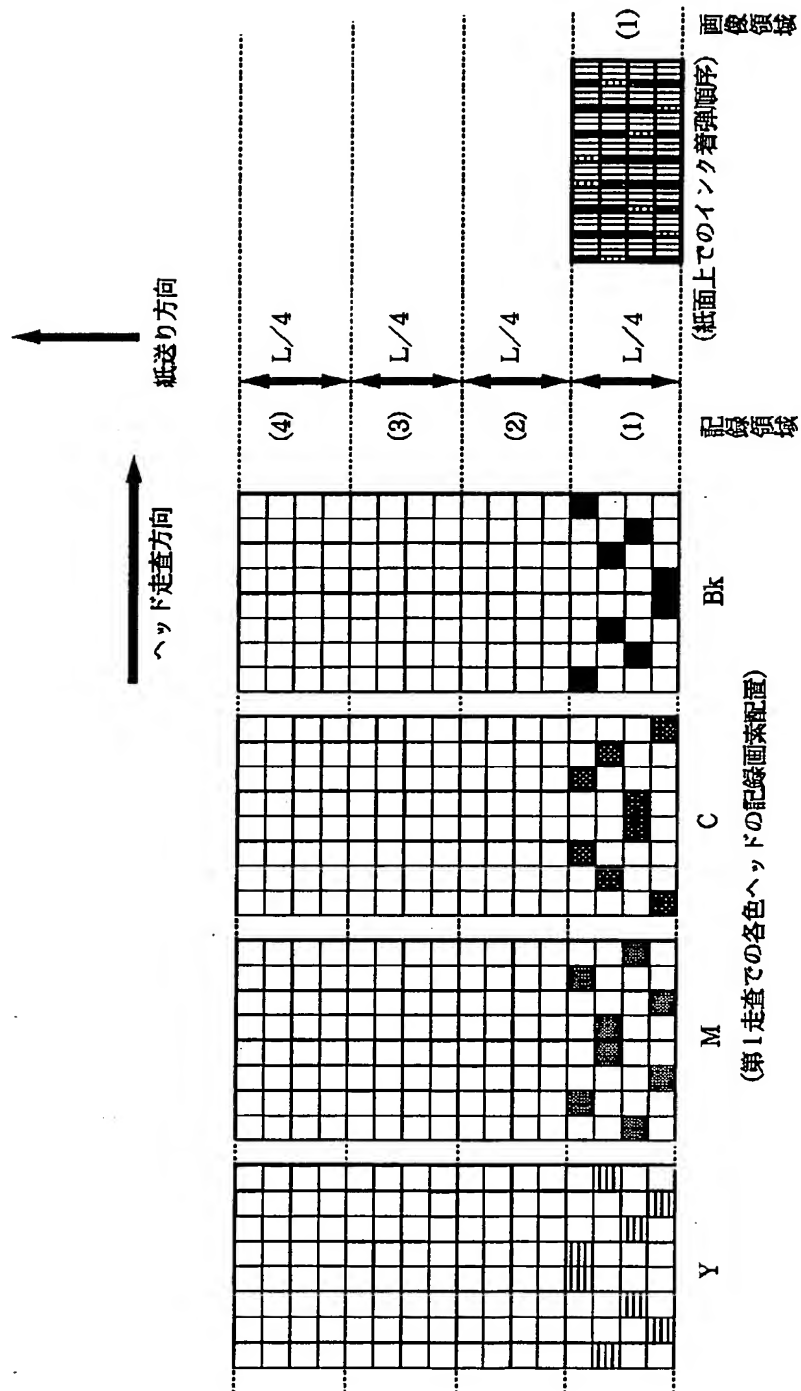 紙送り方向
ヘッド走査方向
(4)
L/4
(3)
L/4
(2)
L/4
(1)
L/4
(1)
記録領域
画像領域
(紙面上でのインク着弾順序)
Y
M
C
Bk
(第1走査での各色ヘッドの記録画素配置)